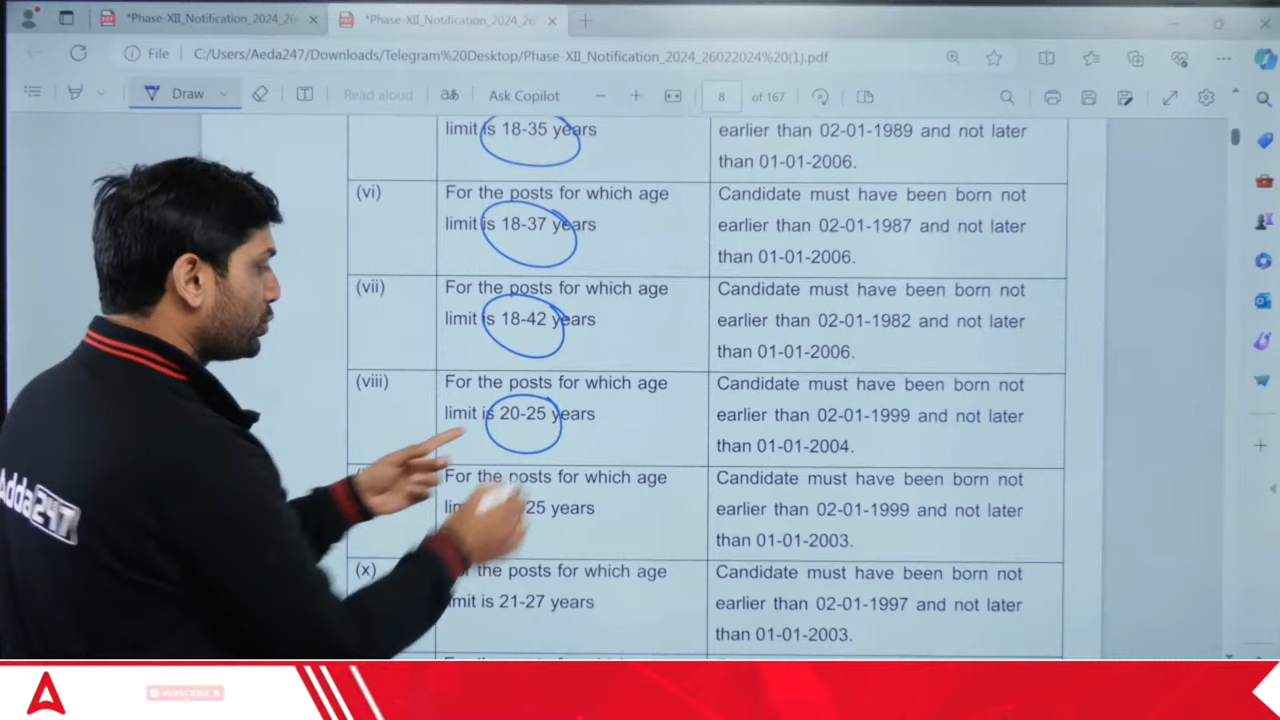 *Phase-XII_Notification_2024_26
*Phase-XII_Notification_2024_26
File
C:/Users/Aeda247/Downloads/Telegram%20Desktop/Phase-XII_Notification_2024_26022024%20(1).pdf
Draw
Read aloud
Ask Copilot
8
of 167
limit is 18-35 years
earlier than 02-01-1989 and not later
than 01-01-2006.
(vi)
For the posts for which age
limit is 18-37 years
Candidate must have been born not
earlier than 02-01-1987 and not later
than 01-01-2006.
(vii)
For the posts for which age
limit is 18-42 years
Candidate must have been born not
earlier than 02-01-1982 and not later
than 01-01-2006.
(viii)
For the posts for which age
limit is 20-25 years
Candidate must have been born not
earlier than 02-01-1999 and not later
than 01-01-2004.
For the posts for which age
25 years
Candidate must have been born not
earlier than 02-01-1999 and not later
than 01-01-2003.
(x)
the posts for which age
limit is 21-27 years
Candidate must have been born not
earlier than 02-01-1997 and not later
than 01-01-2003.
Adda247
SUBSCRIBE